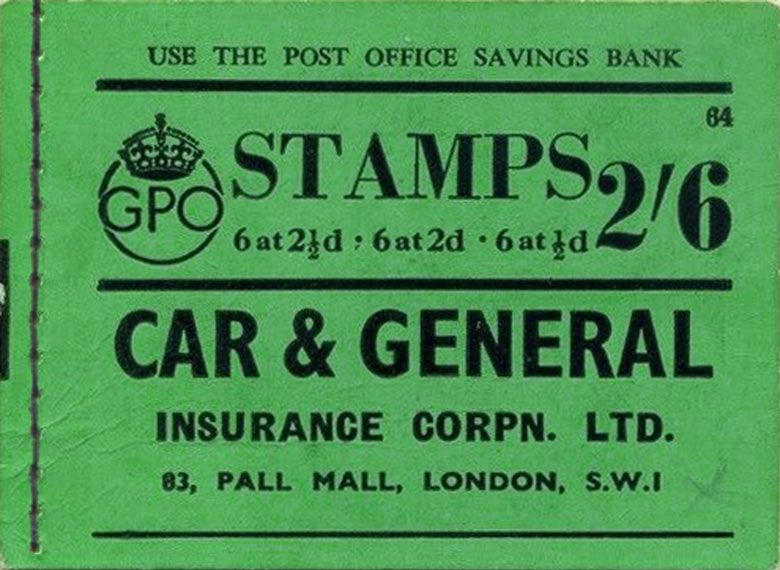 USE THE POST OFFICE SAVINGS BANK
64
GPO
STAMPS 2/6
6 at 2½d · 6 at 2d · 6 at ½d
CAR & GENERAL
INSURANCE CORPN. LTD.
83, PALL MALL, LONDON, S.W.1